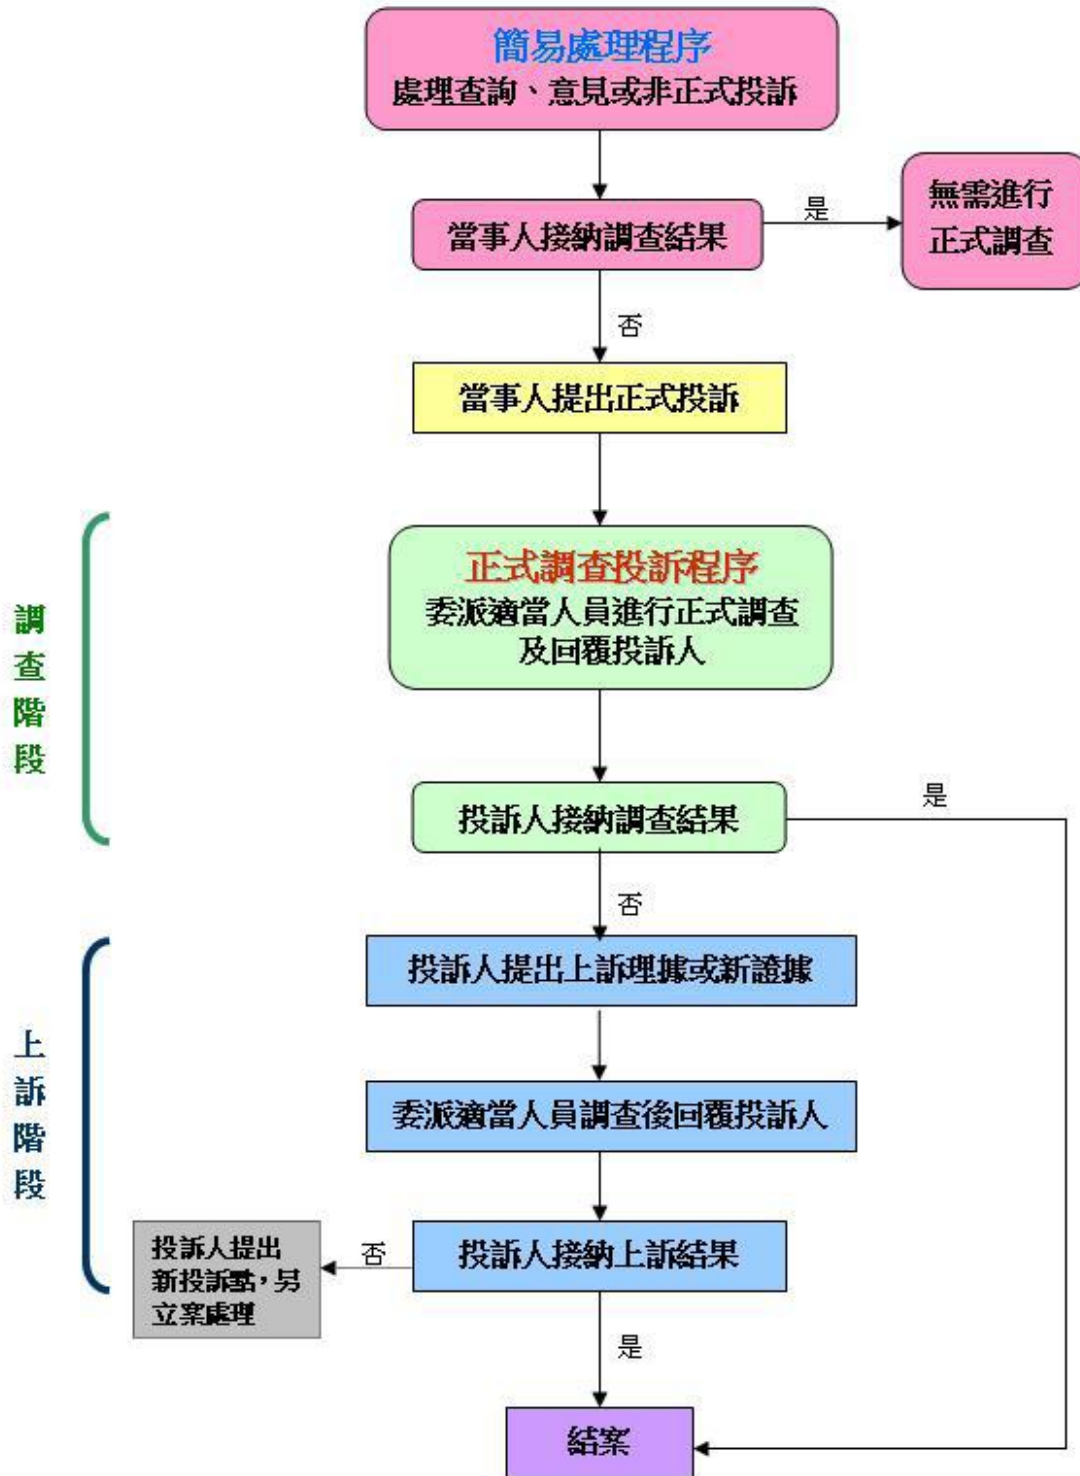 簡易處理程序
處理查詢、意見或非正式投訴
當事人接納調查結果
是
無需進行
正式調查
否
當事人提出正式投訴
調
查
階
段
正式調查投訴程序
委派適當人員進行正式調查
及回覆投訴人
投訴人接納調查結果
是
否
上
訴
階
段
投訴人提出上訴理據或新證據
委派適當人員調查後回覆投訴人
投訴人接納上訴結果
否
投訴人提出
新投訴點，另
立案處理
是
結案